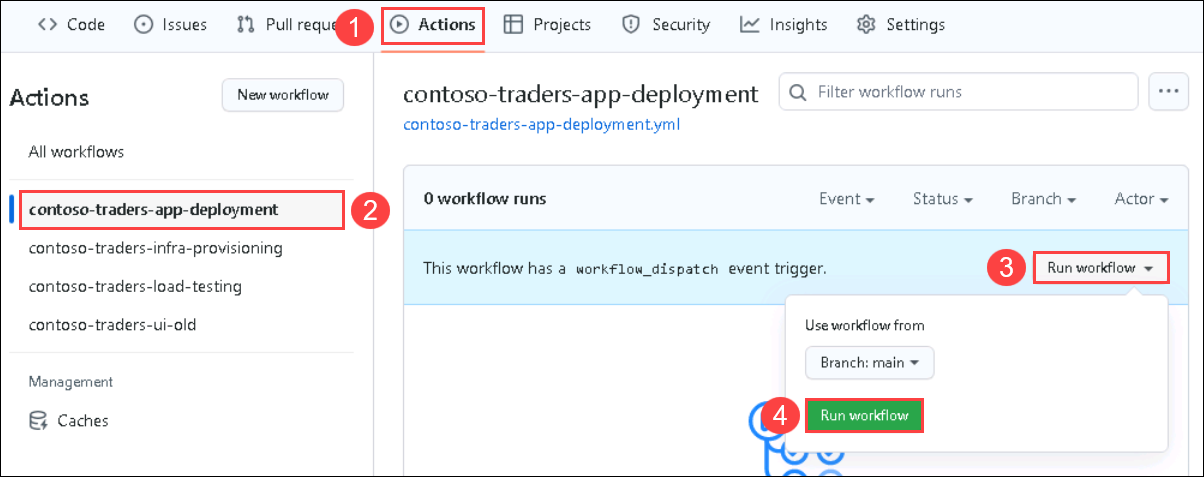 Code Issues Pull reque 1 Actions Projects Security Insights Settings
Actions New workflow
All workflows
contoso-traders-app-deployment 2
contoso-traders-infra-provisioning
contoso-traders-load-testing
contoso-traders-ui-old
Management
Caches
contoso-traders-app-deployment Filter workflow runs ...
contoso-traders-app-deployment.yml
0 workflow runs Event Status Branch Actor
This workflow has a workflow_dispatch event trigger. 3 Run workflow
Use workflow from
Branch: main
4 Run workflow